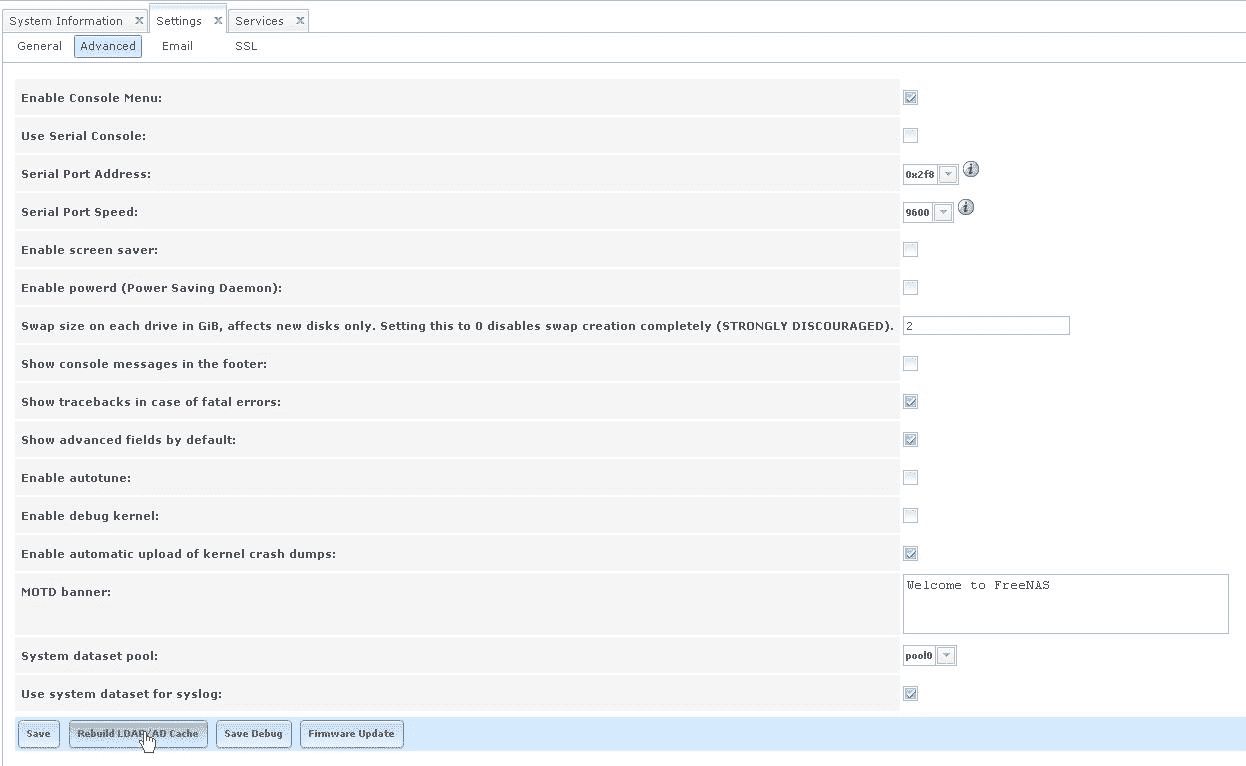 System Information X Settings X Services X
General Advanced Email SSL
Enable Console Menu:
Use Serial Console:
Serial Port Address: 0x2f8 i
Serial Port Speed: 9600 i
Enable screen saver:
Enable powerd (Power Saving Daemon):
Swap size on each drive in GiB, affects new disks only. Setting this to 0 disables swap creation completely (STRONGLY DISCOURAGED). 2
Show console messages in the footer:
Show tracebacks in case of fatal errors:
Show advanced fields by default:
Enable autotune:
Enable debug kernel:
Enable automatic upload of kernel crash dumps:
MOTD banner: Welcome to FreeNAS
System dataset pool: pool0
Use system dataset for syslog:
Save Rebuild LDAP/AD Cache Save Debug Firmware Update